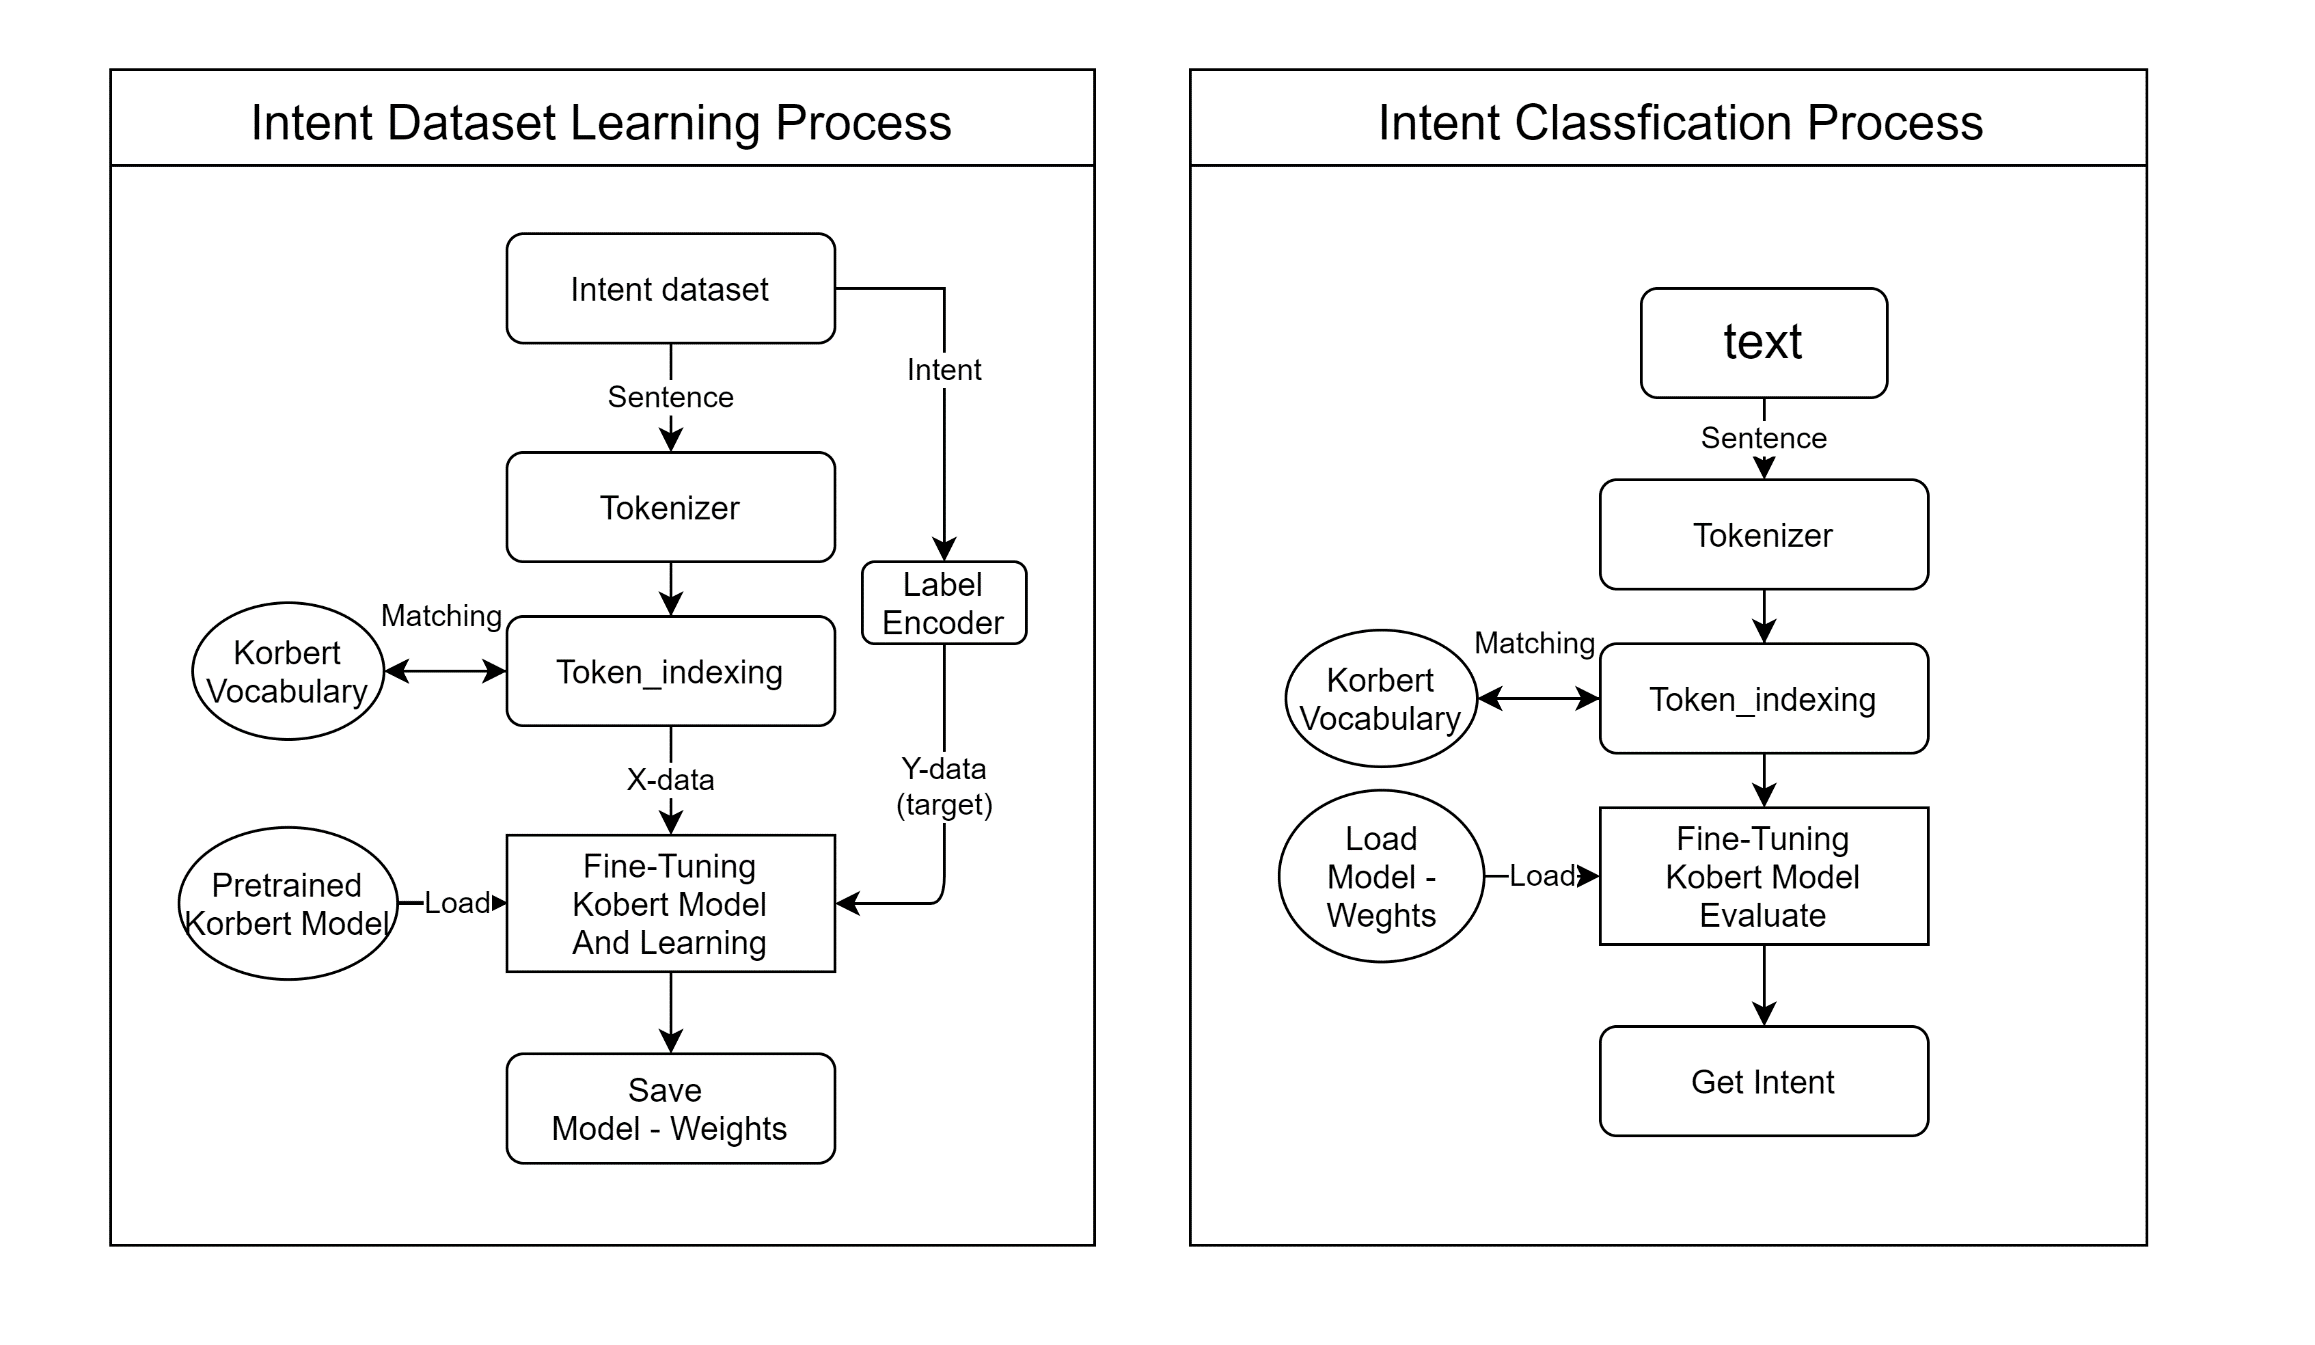 Intent Dataset Learning Process
Intent dataset
Sentence
Intent
Tokenizer
Label
Encoder
Matching
Korbert
Vocabulary
Token_indexing
X-data
Y-data
(target)
Pretrained
Korbert Model
Load
Fine-Tuning
Kobert Model
And Learning
Save
Model - Weights
Intent Classfication Process
text
Sentence
Tokenizer
Matching
Korbert
Vocabulary
Token_indexing
Load
Model -
Weghts
Load
Fine-Tuning
Kobert Model
Evaluate
Get Intent